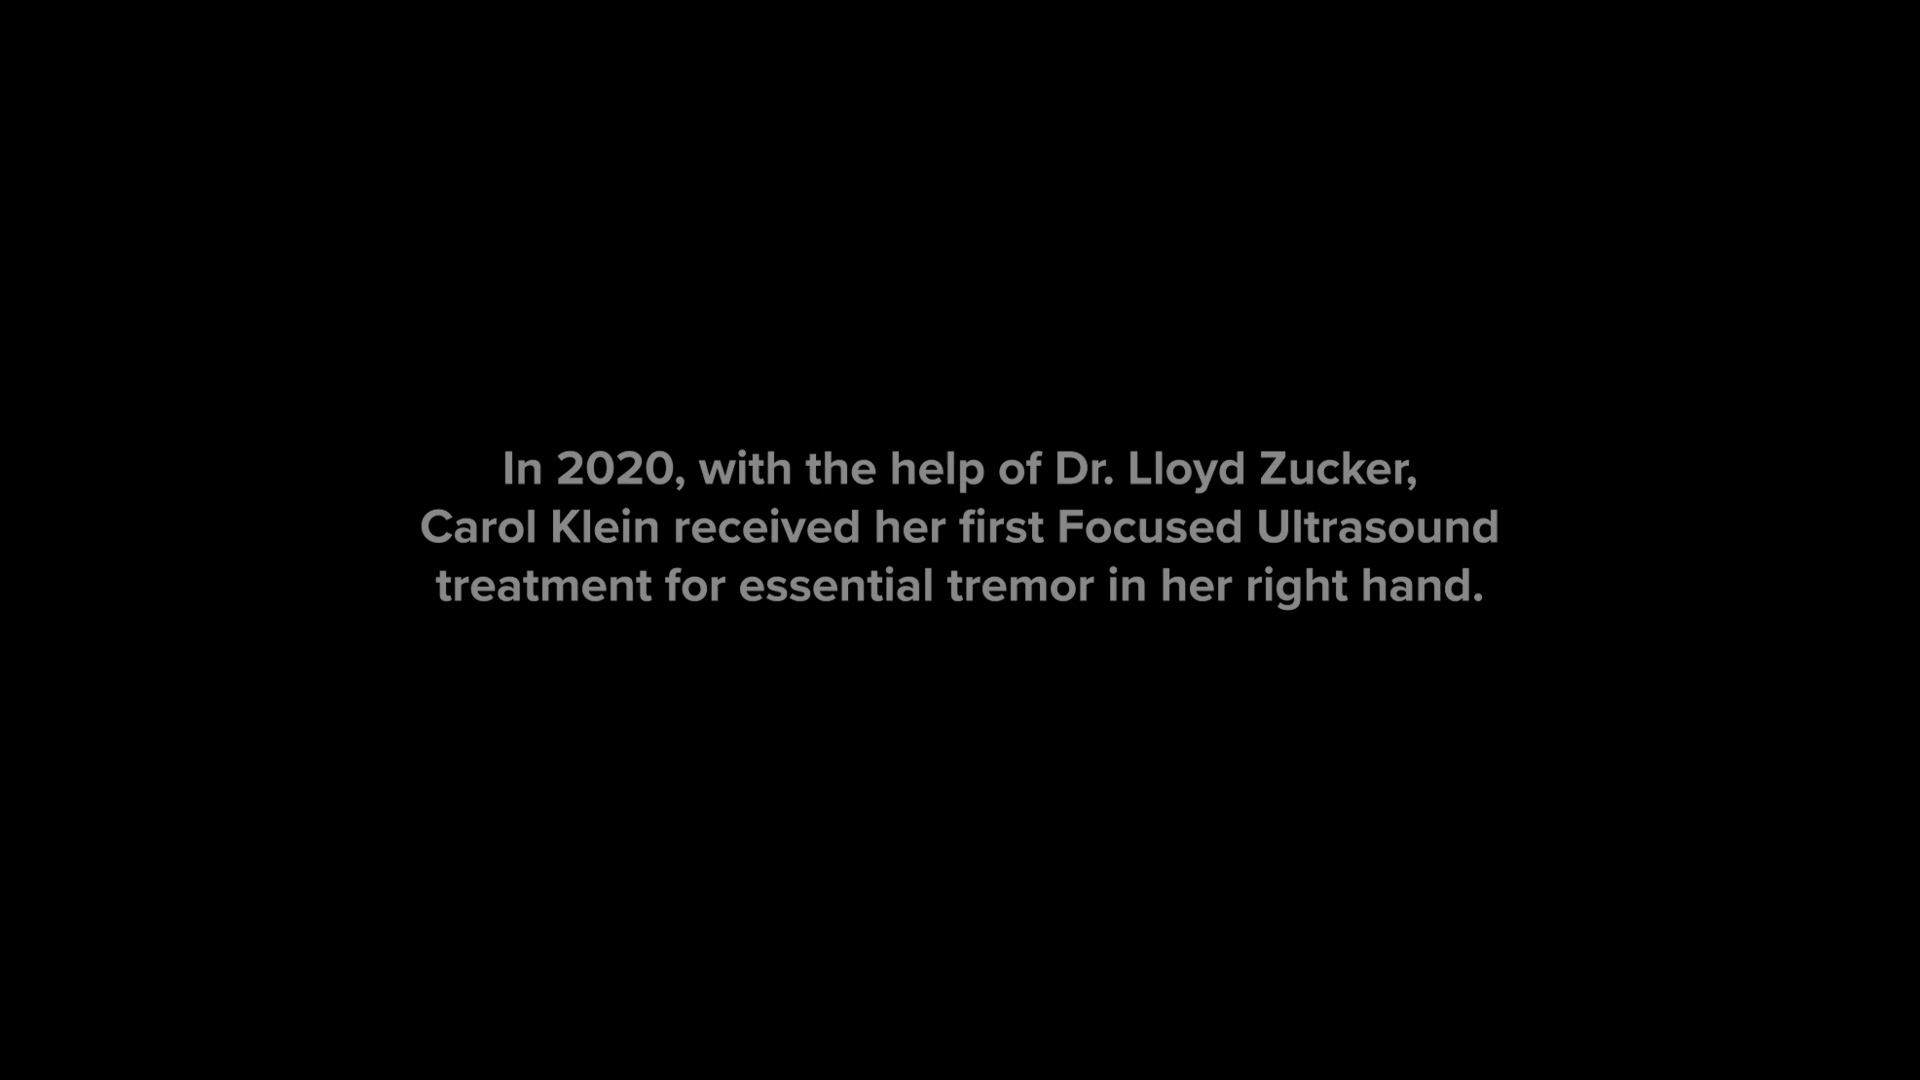 In 2020, with the help of Dr. Lloyd Zucker,
Carol Klein received her first Focused Ultrasound
treatment for essential tremor in her right hand.